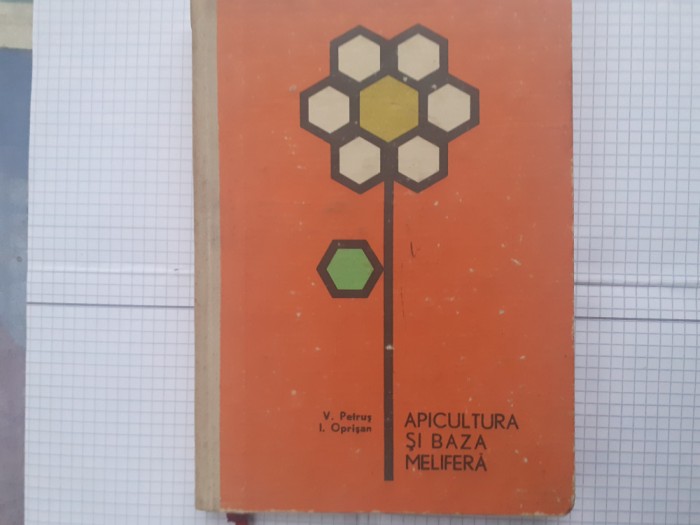 V. Petruș
I. Oprișan
APICULTURA
ȘI BAZA
MELIFERĂ